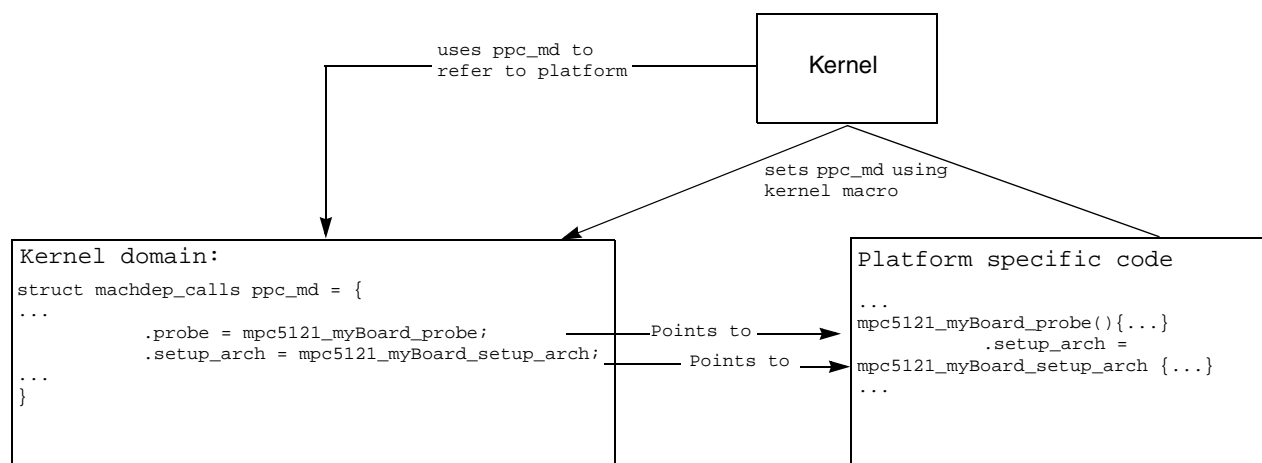 uses ppc_md to
refer to platform
Kernel
sets ppc_md using
kernel macro
Kernel domain:
struct machdep_calls ppc_md = {
...
.probe = mpc5121_myBoard_probe;
.setup_arch = mpc5121_myBoard_setup_arch;
...
}
Points to
Points to
Platform specific code
...
mpc5121_myBoard_probe(){...}
.setup_arch =
mpc5121_myBoard_setup_arch {...}
...